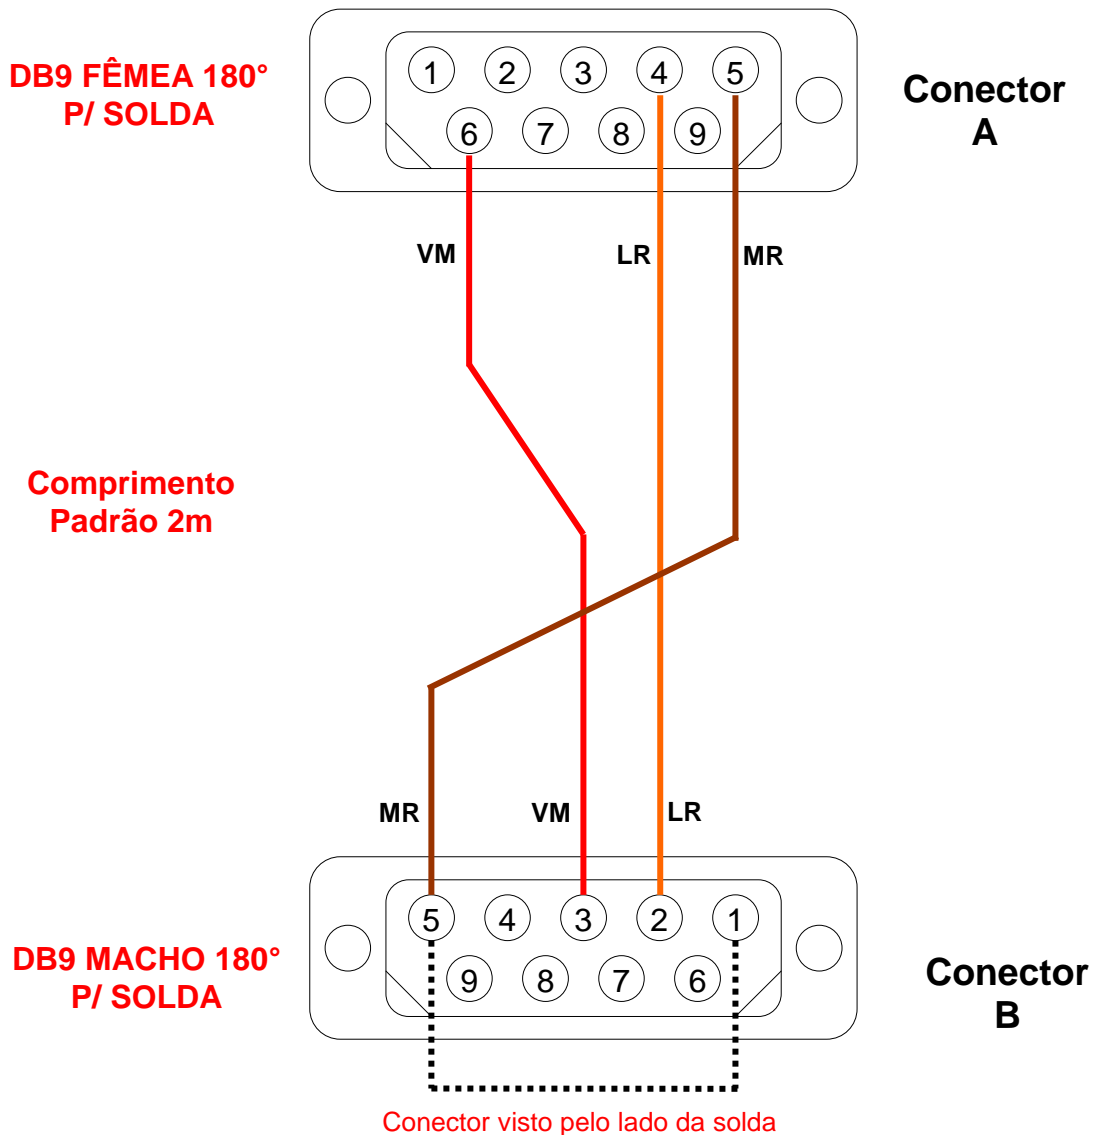 DB9 FÊMEA 180°
P/ SOLDA
1 2 3 4 5
6 7 8 9
Conector
A
VM LR MR
Comprimento
Padrão 2m
MR VM LR
DB9 MACHO 180°
P/ SOLDA
5 4 3 2 1
9 8 7 6
Conector
B
Conector visto pelo lado da solda